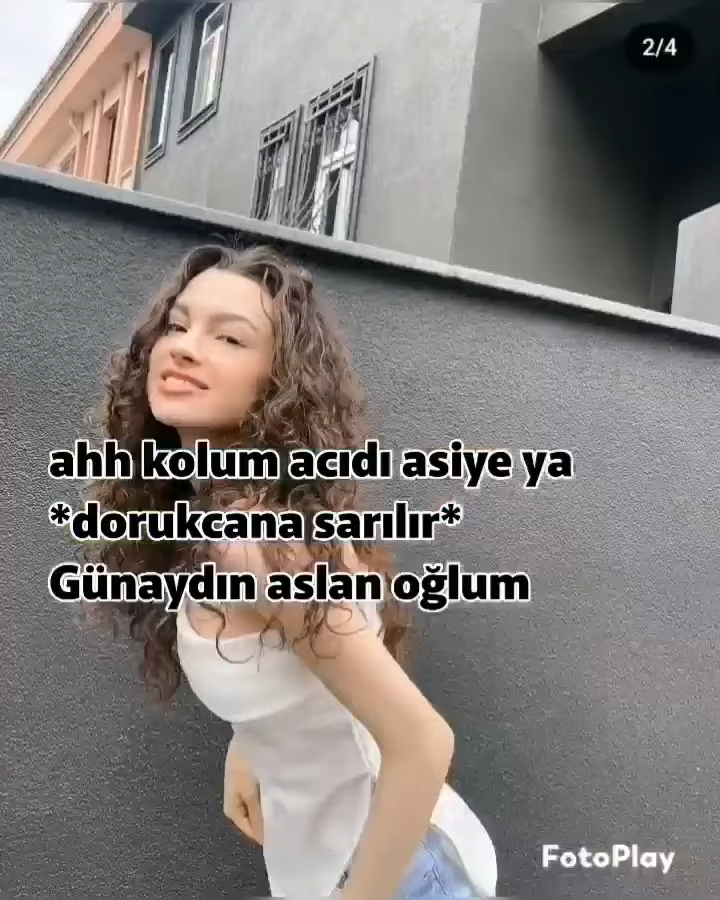 2/4
ahh kolum acıdı asiye ya
*dorukcana sarılır*
Günaydın aslan oğlum
FotoPlay